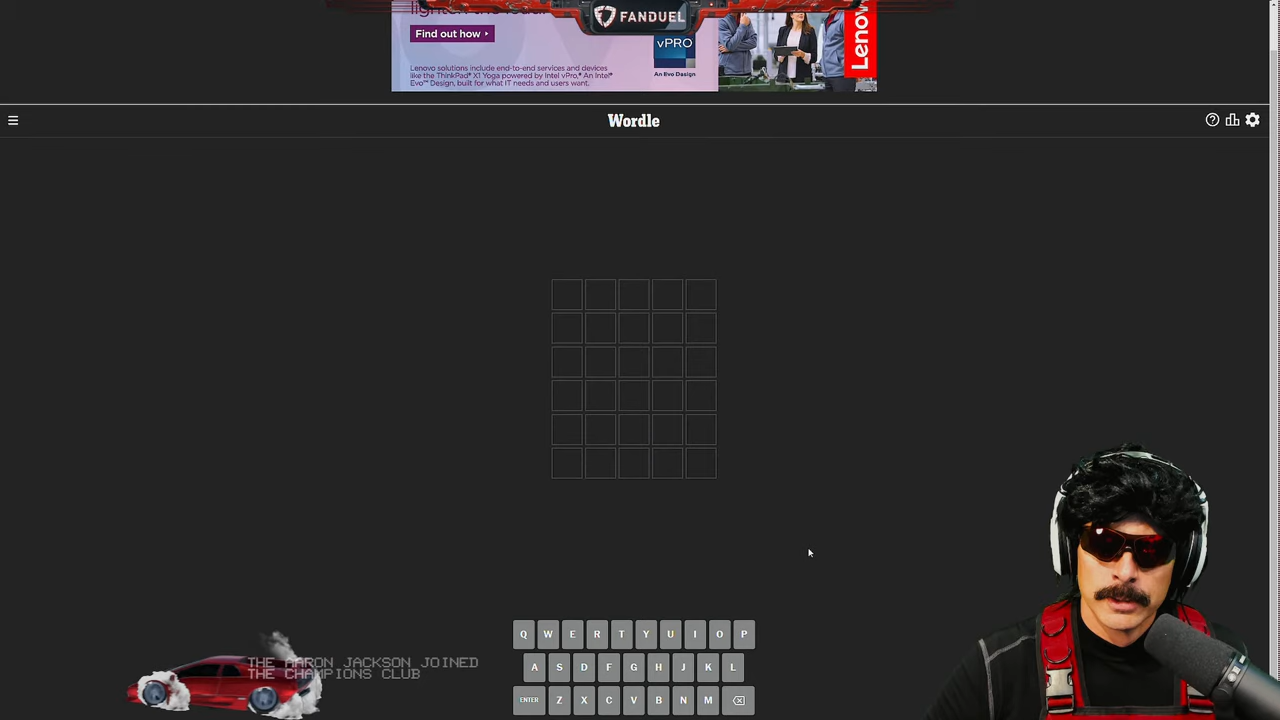 FANDUEL
Find out how
vPRO
An Evo Design
Lenovo solutions include end-to-end services and devices
like the ThinkPad® X1 Yoga powered by Intel vPro,® An Intel®
Evo™ Design, built for what IT needs and users want.
Lenovo
Wordle
Q W E R T Y U I O P
A S D F G H J K L
ENTER Z X C V B N M
THE AARON JACKSON JOINED
THE CHAMPIONS CLUB